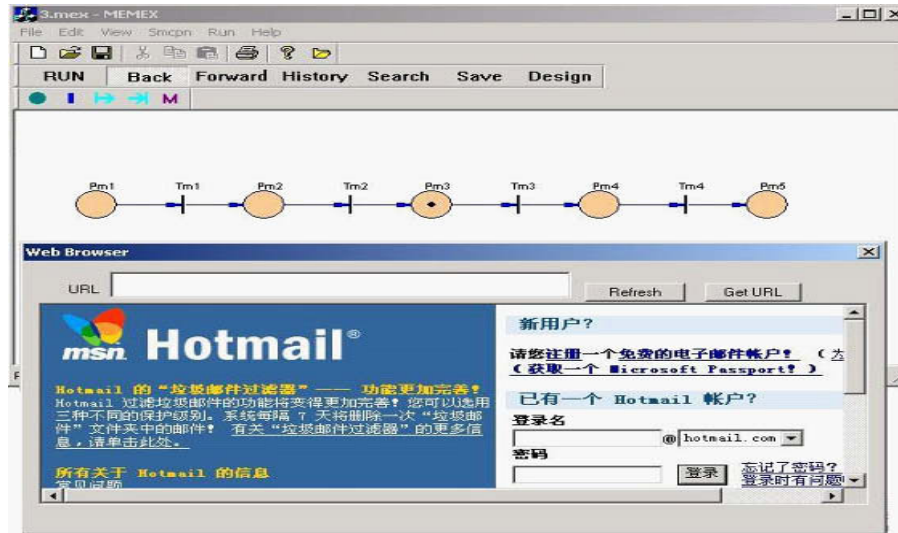 3.mex - MEMEX
File Edit View Smcpn Run Help
RUN Back Forward History Search Save Design
M
Pm1 Tm1 Pm2 Tm2 Pm3 Tm3 Pm4 Tm4 Pm5
Web Browser
URL Refresh Get URL
msn Hotmail®
Hotmail 的“垃圾邮件过滤器”—— 功能更加完善!
Hotmail 过滤垃圾邮件的功能将变得更加完善! 您可以选用
三种不同的保护级别。系统每隔 7 天将删除一次“垃圾邮
件”文件夹中的邮件! 有关“垃圾邮件过滤器”的更多信
息,请单击此处。
所有关于 Hotmail 的信息
常见问题
新用户?
请您注册一个免费的电子邮件帐户! (
(获取一个 Microsoft Passport! )
已有一个 Hotmail 帐户?
登录名
@ hotmail.com
密码
登录 忘记了密码?
登录时有问题